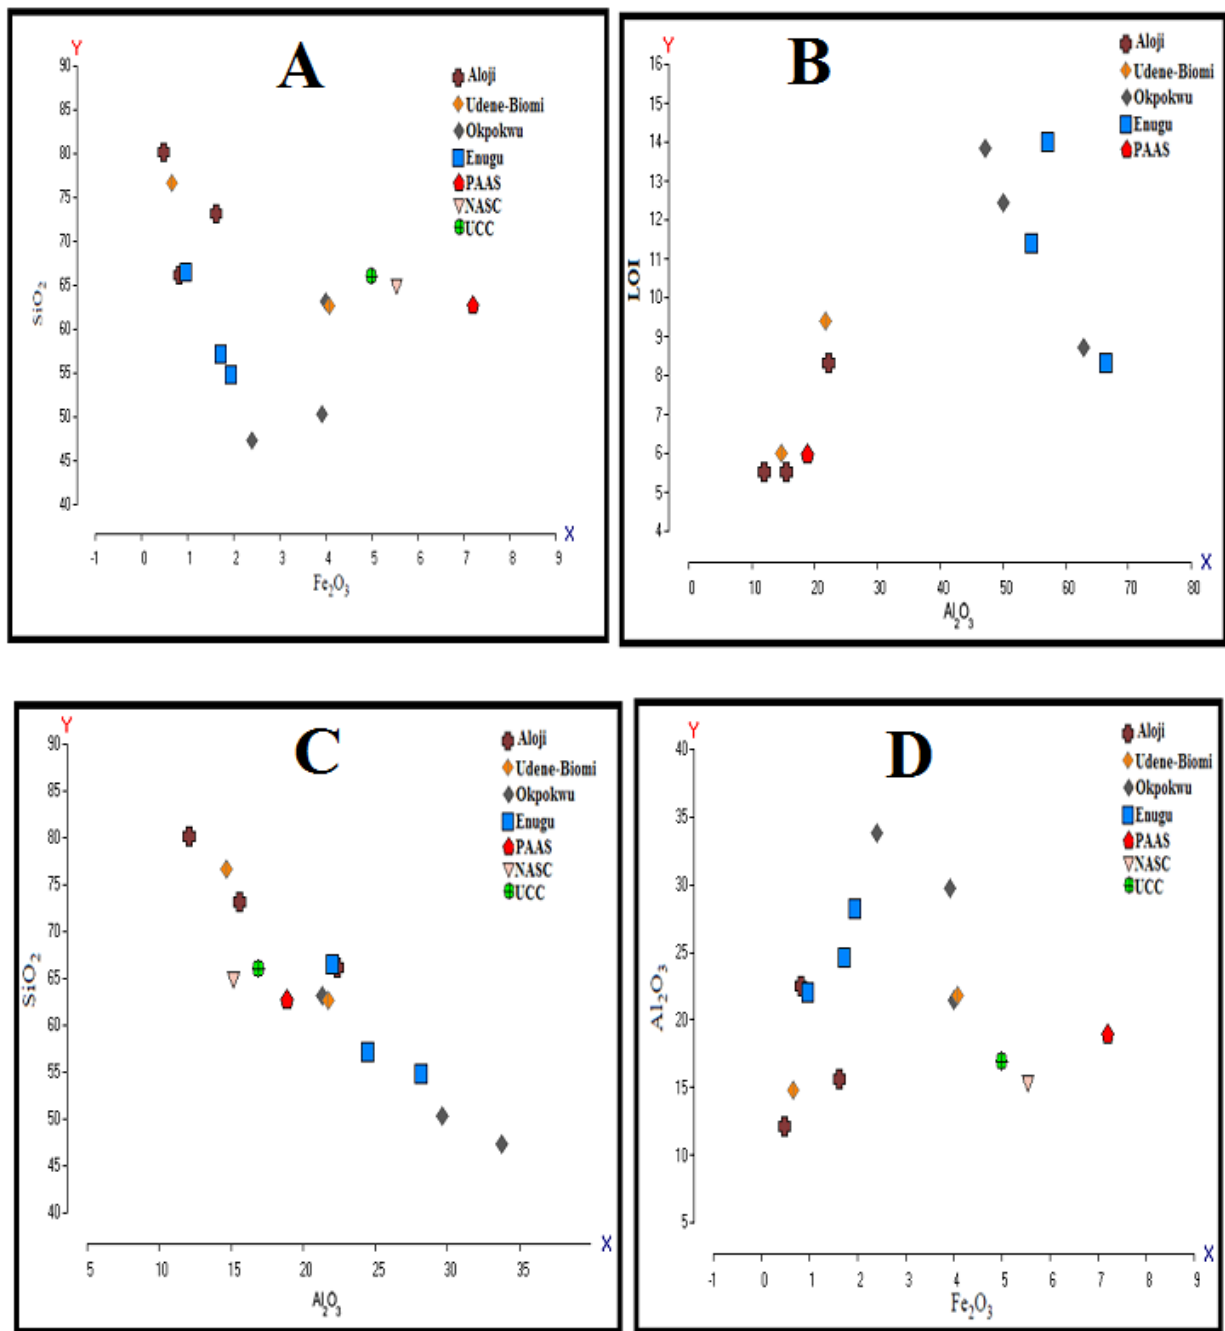 A
Y
90
85
80
75
70
65
60
55
50
45
40
SiO₂
-1 0 1 2 3 4 5 6 7 8 9 X
Fe₂O₃
Aloji
Udene-Biomi
Okpokwu
Enugu
PAAS
NASC
UCC
B
Y
16
15
14
13
12
11
10
9
8
7
6
5
4
LOI
0 10 20 30 40 50 60 70 80 X
Al₂O₃
Aloji
Udene-Biomi
Okpokwu
Enugu
PAAS
C
Y
90
85
80
75
70
65
60
55
50
45
40
SiO₂
5 10 15 20 25 30 35 X
Al₂O₃
Aloji
Udene-Biomi
Okpokwu
Enugu
PAAS
NASC
UCC
D
Y
40
35
30
25
20
15
10
5
Al₂O₃
-1 0 1 2 3 4 5 6 7 8 9 X
Fe₂O₃
Aloji
Udene-Biomi
Okpokwu
Enugu
PAAS
NASC
UCC